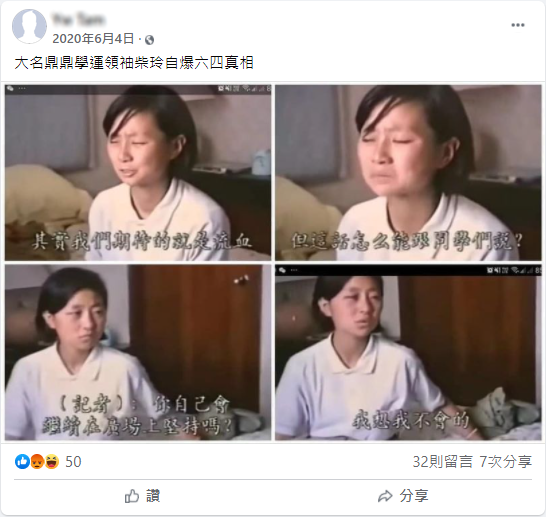 2020年6月4日
大名鼎鼎學運領袖柴玲自爆六四真相
其實我們期待的就是流血
但這話怎么能跟同學們說?
(記者):你自己會
繼續在廣場上堅持嗎?
我想我不會的
50
32則留言 7次分享
讚
分享